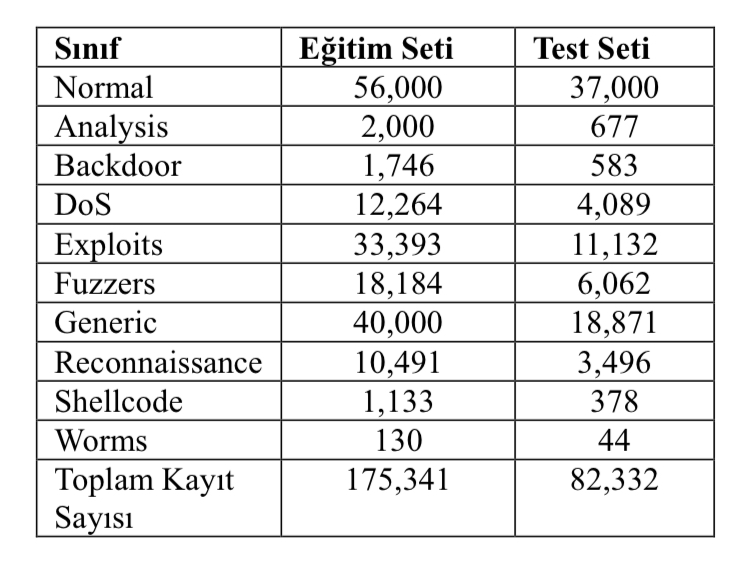 Sınıf Eğitim Seti Test Seti
Normal 56,000 37,000
Analysis 2,000 677
Backdoor 1,746 583
DoS 12,264 4,089
Exploits 33,393 11,132
Fuzzers 18,184 6,062
Generic 40,000 18,871
Reconnaissance 10,491 3,496
Shellcode 1,133 378
Worms 130 44
Toplam Kayıt 175,341 82,332
Sayısı